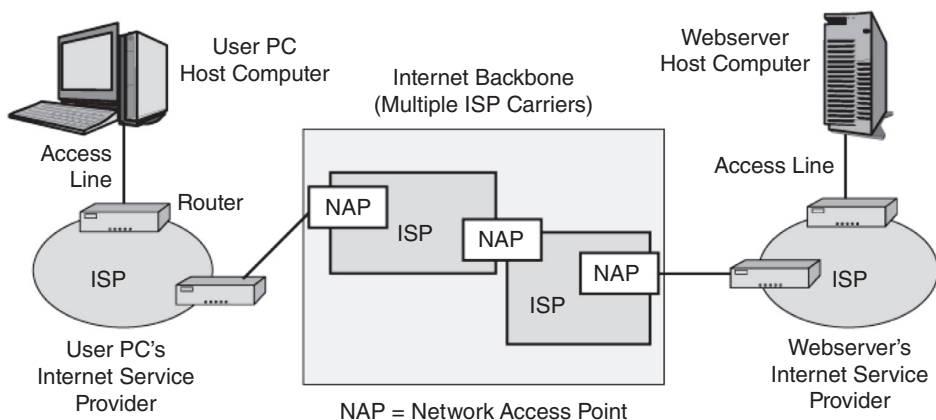 User PC
Host Computer
Webserver
Host Computer
Internet Backbone
(Multiple ISP Carriers)
Access
Line
Access Line
Router
NAP
ISP
NAP
NAP
ISP
ISP
ISP
User PC's
Internet Service
Provider
Webserver's
Internet Service
Provider
NAP = Network Access Point